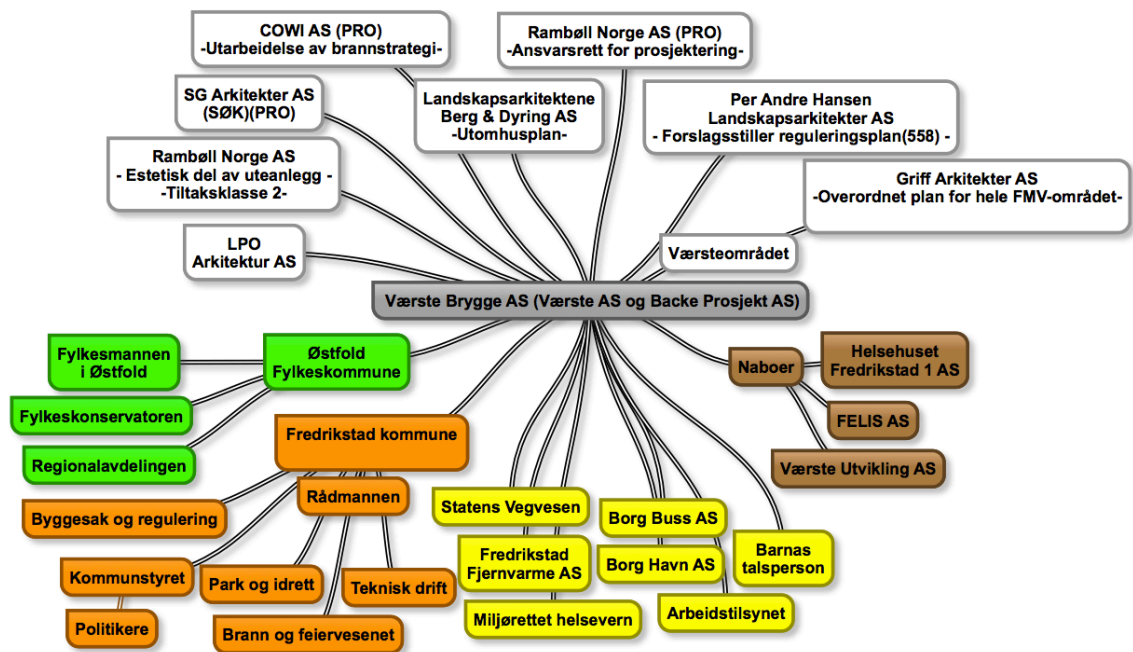 COWI AS (PRO)
-Utarbeidelse av brannstrategi-
Rambøll Norge AS (PRO)
-Ansvarsrett for prosjektering-
SG Arkitekter AS
(SØK)(PRO)
Landskapsarkitektene
Berg & Dyring AS
-Utomhusplan-
Per Andre Hansen
Landskapsarkitekter AS
- Forslagsstiller reguleringsplan(558) -
Rambøll Norge AS
- Estetisk del av uteanlegg -
-Tiltaksklasse 2-
Griff Arkitekter AS
-Overordnet plan for hele FMV-området-
LPO
Arkitektur AS
Værsteområdet
Værste Brygge AS (Værste AS og Backe Prosjekt AS)
Fylkesmannen
i Østfold
Østfold
Fylkeskommune
Naboer
Helsehuset
Fredrikstad 1 AS
Fylkeskonservatoren
FELIS AS
Fredrikstad kommune
Regionalavdelingen
Værste Utvikling AS
Rådmannen
Statens Vegvesen
Borg Buss AS
Byggesak og regulering
Fredrikstad
Fjernvarme AS
Borg Havn AS
Barnas
talsperson
Kommunstyret
Park og idrett
Teknisk drift
Miljørettet helsevern
Arbeidstilsynet
Politikere
Brann og feiervesenet